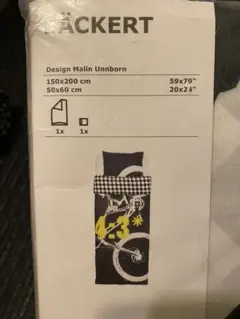 ÄCKERT
Design Malin Unnborn
150x200 cm 59x79"
50x60 cm 20x24"
1x 1x
4:3*